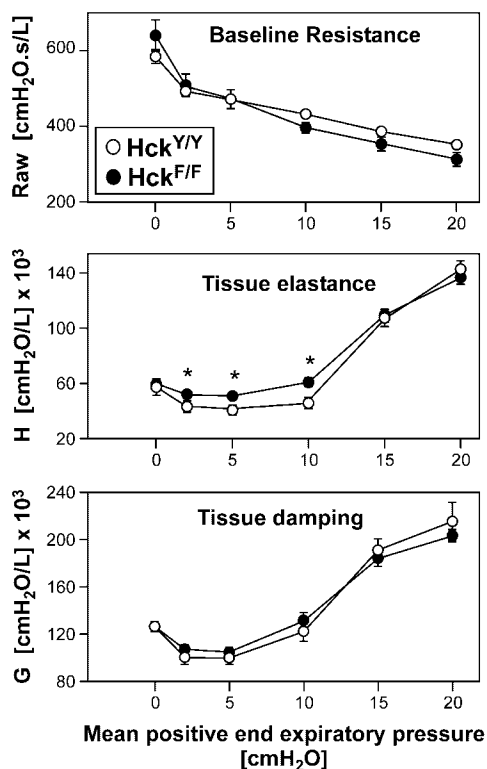 Baseline Resistance
Raw [cmH₂O.s/L]
600
400
200
Hck^Y/Y
Hck^F/F
0 5 10 15 20
Tissue elastance
H [cmH₂O/L] x 10³
140
100
60
20
* * *
0 5 10 15 20
Tissue damping
G [cmH₂O/L] x 10³
240
200
160
120
80
0 5 10 15 20
Mean positive end expiratory pressure
[cmH₂O]